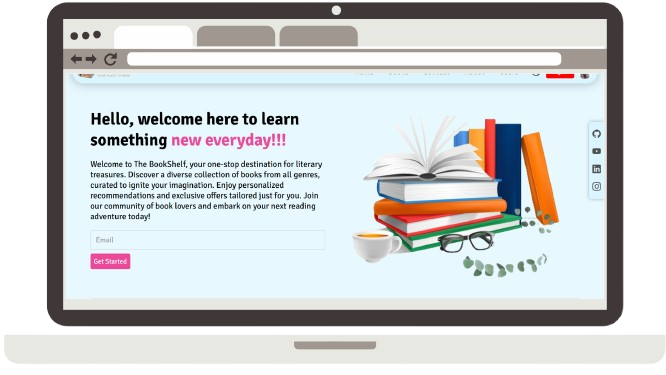 Hello, welcome here to learn
something new everyday!!!
Welcome to The BookShelf, your one-stop destination for literary
treasures. Discover a diverse collection of books from all genres,
curated to ignite your imagination. Enjoy personalized
recommendations and exclusive offers tailored just for you. Join
our community of book lovers and embark on your next reading
adventure today!
Email
Get Started